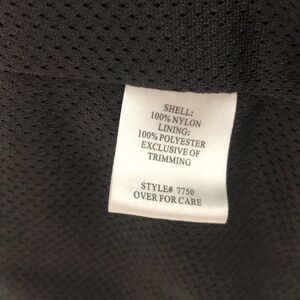 SHELL:
100% NYLON
LINING:
100% POLYESTER
EXCLUSIVE OF
TRIMMING
STYLE# 7750
OVER FOR CARE